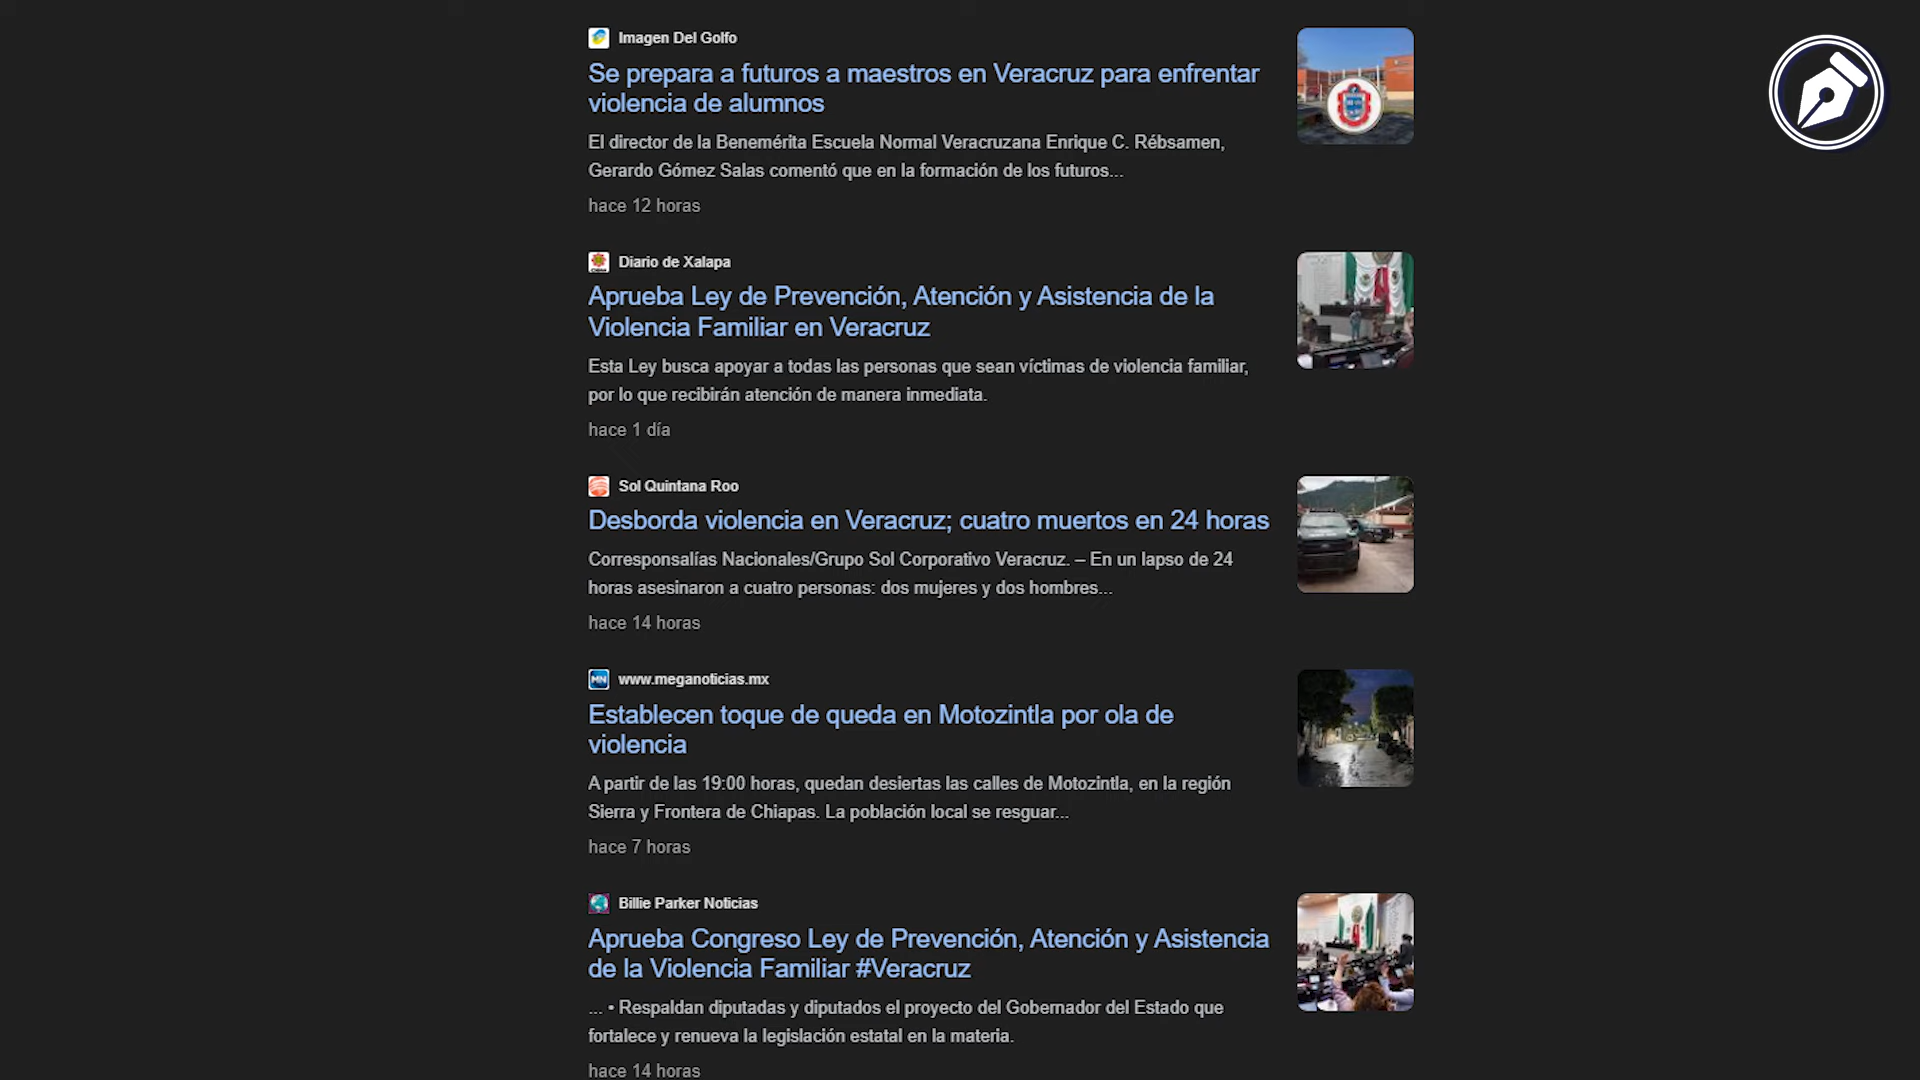 Imagen Del Golfo
Se prepara a futuros a maestros en Veracruz para enfrentar
violencia de alumnos
El director de la Benemérita Escuela Normal Veracruzana Enrique C. Rébsamen,
Gerardo Gómez Salas comentó que en la formación de los futuros...
hace 12 horas
Diario de Xalapa
Aprueba Ley de Prevención, Atención y Asistencia de la
Violencia Familiar en Veracruz
Esta Ley busca apoyar a todas las personas que sean víctimas de violencia familiar,
por lo que recibirán atención de manera inmediata.
hace 1 día
Sol Quintana Roo
Desborda violencia en Veracruz; cuatro muertos en 24 horas
Corresponsalías Nacionales/Grupo Sol Corporativo Veracruz. – En un lapso de 24
horas asesinaron a cuatro personas: dos mujeres y dos hombres...
hace 14 horas
MN www.meganoticias.mx
Establecen toque de queda en Motozintla por ola de
violencia
A partir de las 19:00 horas, quedan desiertas las calles de Motozintla, en la región
Sierra y Frontera de Chiapas. La población local se resguar...
hace 7 horas
Billie Parker Noticias
Aprueba Congreso Ley de Prevención, Atención y Asistencia
de la Violencia Familiar #Veracruz
... • Respaldan diputadas y diputados el proyecto del Gobernador del Estado que
fortalece y renueva la legislación estatal en la materia.
hace 14 horas